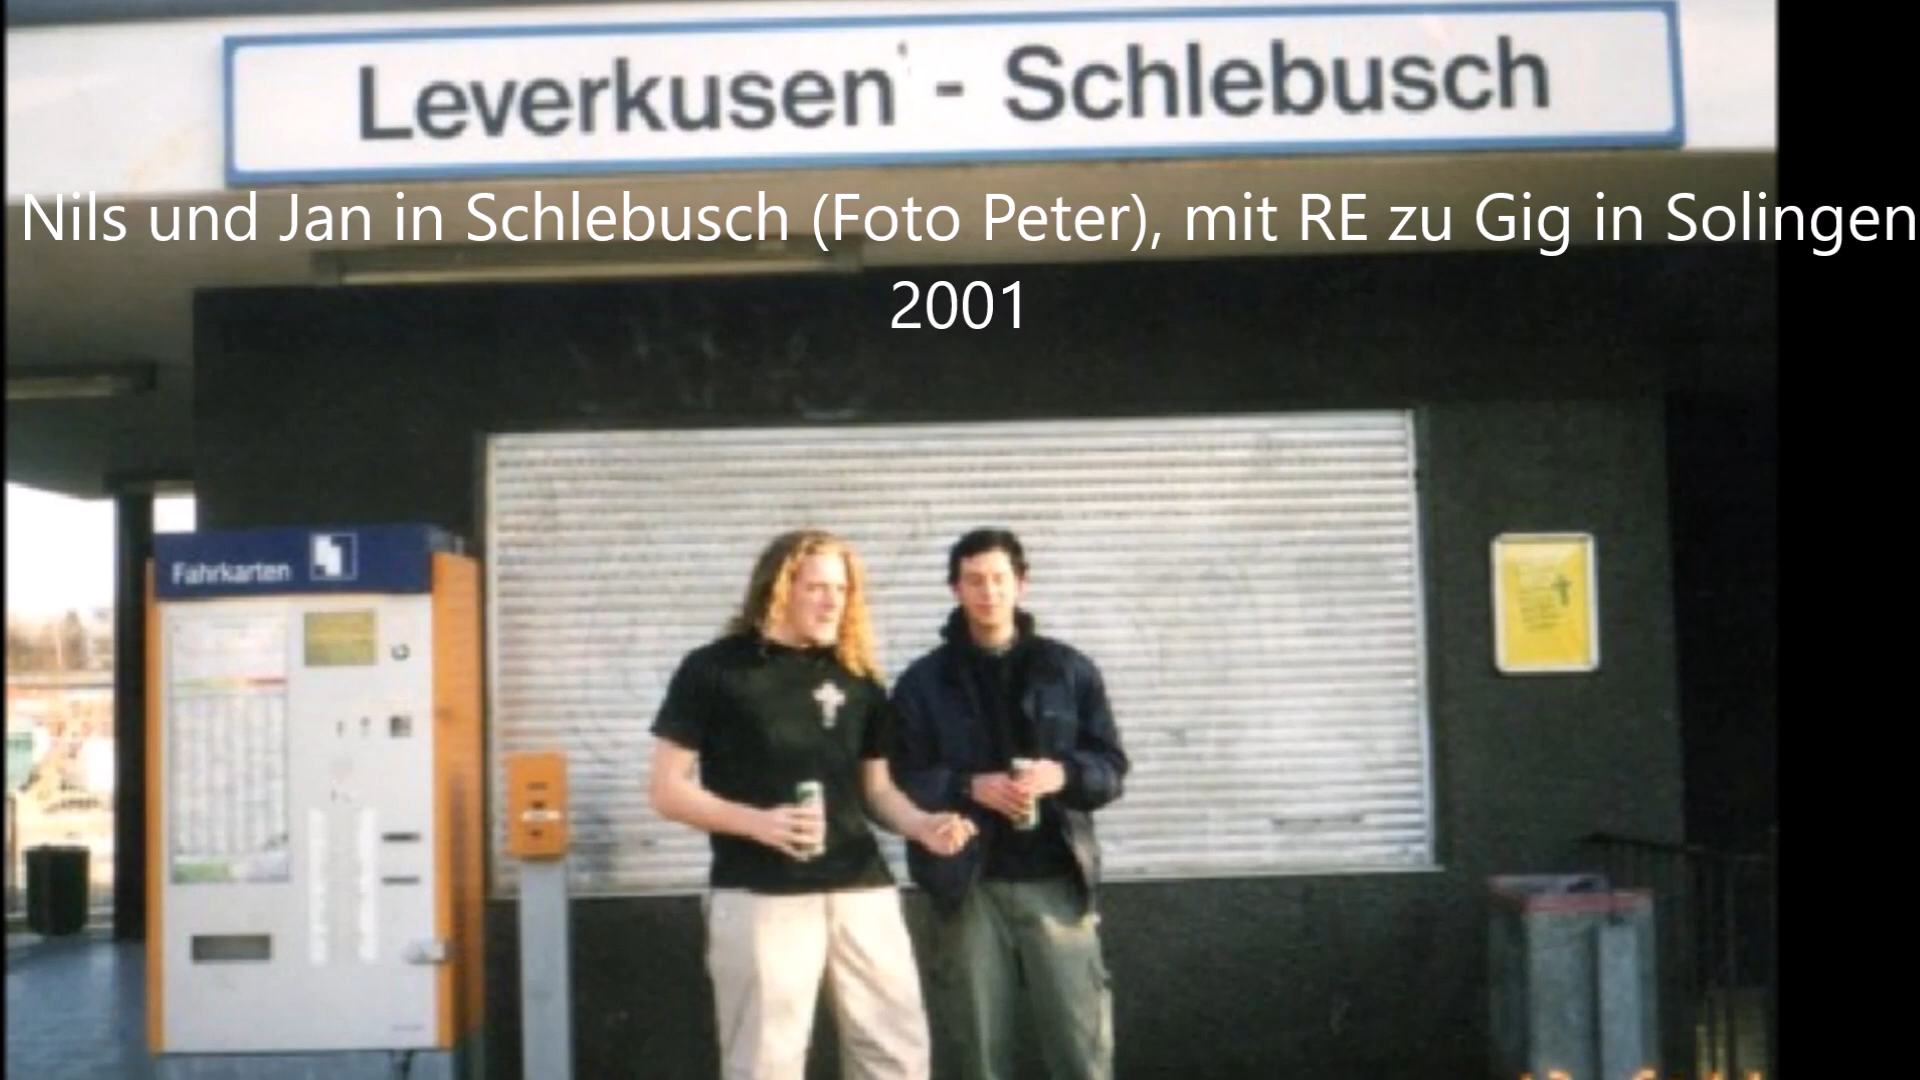 Leverkusen - Schlebusch
Nils und Jan in Schlebusch (Foto Peter), mit RE zu Gig in Solingen
2001
Fahrkarten